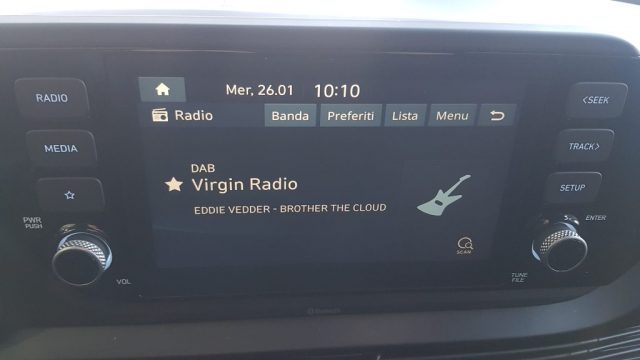 Mer, 26.01 10:10
RADIO
Radio Banda Preferiti Lista Menu
<SEEK
MEDIA
TRACK>
DAB
Virgin Radio
SETUP
EDDIE VEDDER - BROTHER THE CLOUD
PWR
PUSH
ENTER
SCAN
VOL
TUNE
FILE
Bluetooth